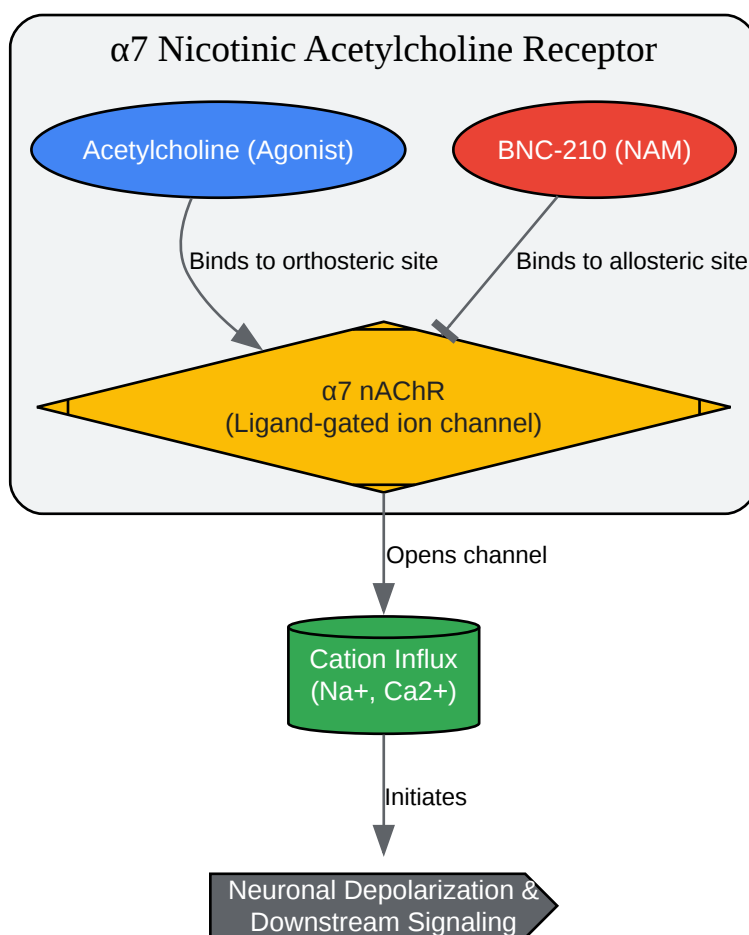 α7 Nicotinic Acetylcholine Receptor
Acetylcholine (Agonist)
BNC-210 (NAM)
Binds to orthosteric site
Binds to allosteric site
α7 nAChR
(Ligand-gated ion channel)
Opens channel
Cation Influx
(Na+, Ca2+)
Initiates
Neuronal Depolarization &
Downstream Signaling